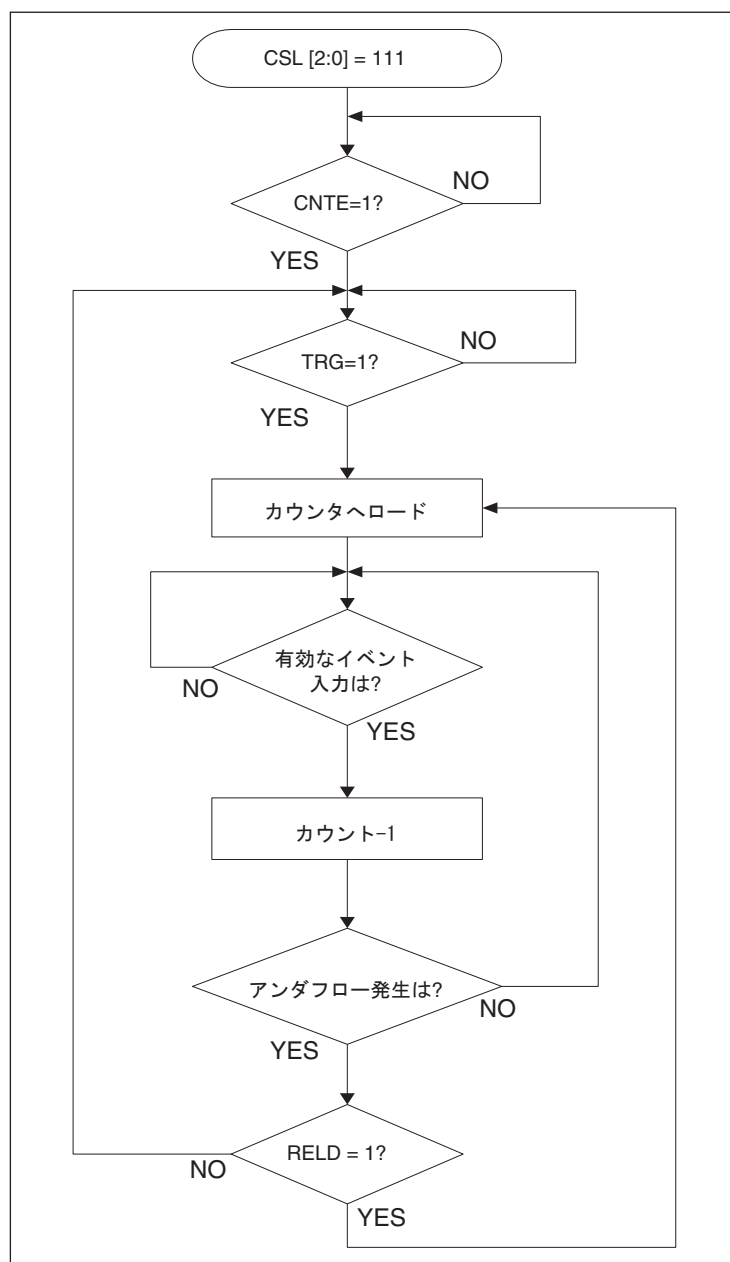 CSL [2:0] = 111
CNTE=1?
NO
YES
TRG=1?
NO
YES
カウンタへロード
有効なイベント
入力は?
NO
YES
カウント-1
アンダフロー発生は?
NO
YES
RELD = 1?
NO
YES